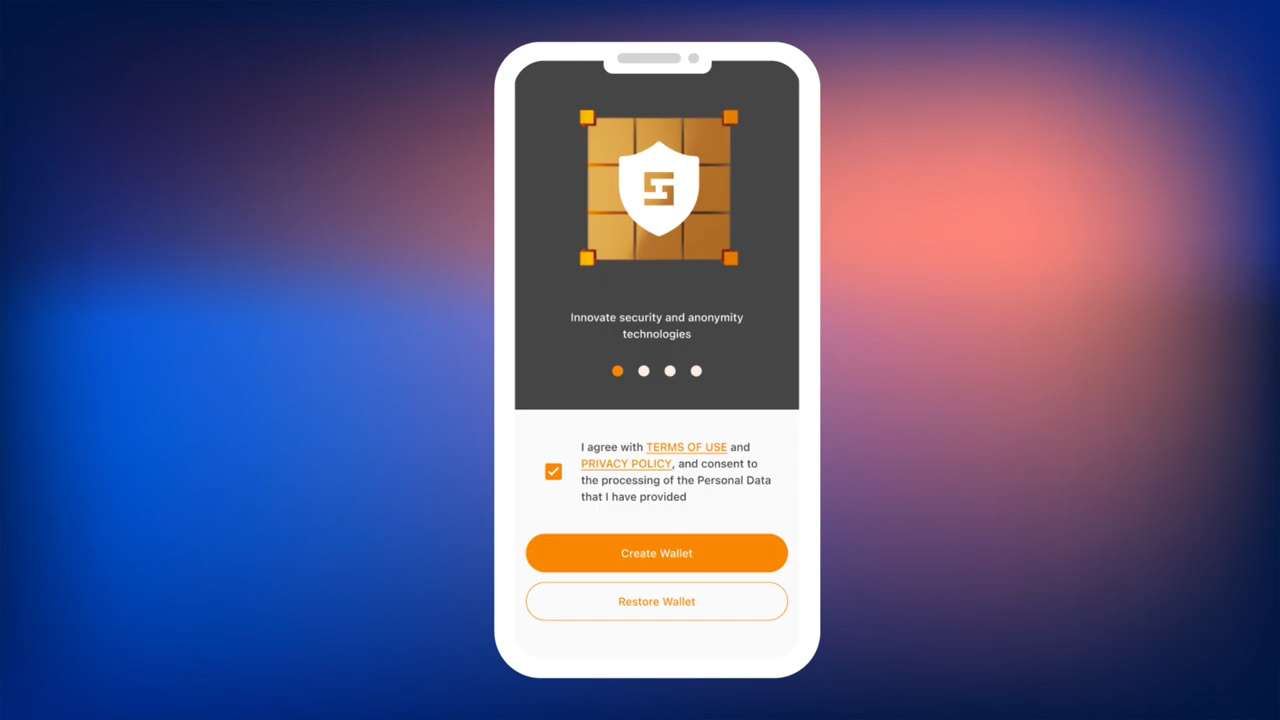 Innovate security and anonymity
technologies
I agree with TERMS OF USE and
PRIVACY POLICY, and consent to
the processing of the Personal Data
that I have provided
Create Wallet
Restore Wallet